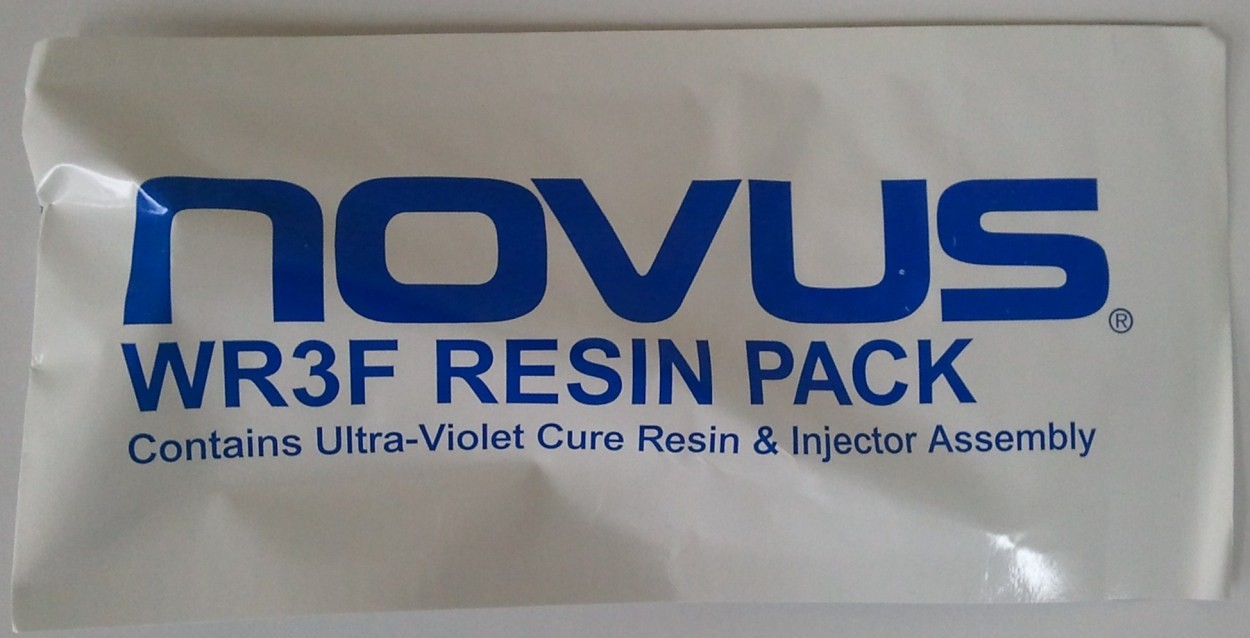 novus®
WR3F RESIN PACK
Contains Ultra-Violet Cure Resin & Injector Assembly